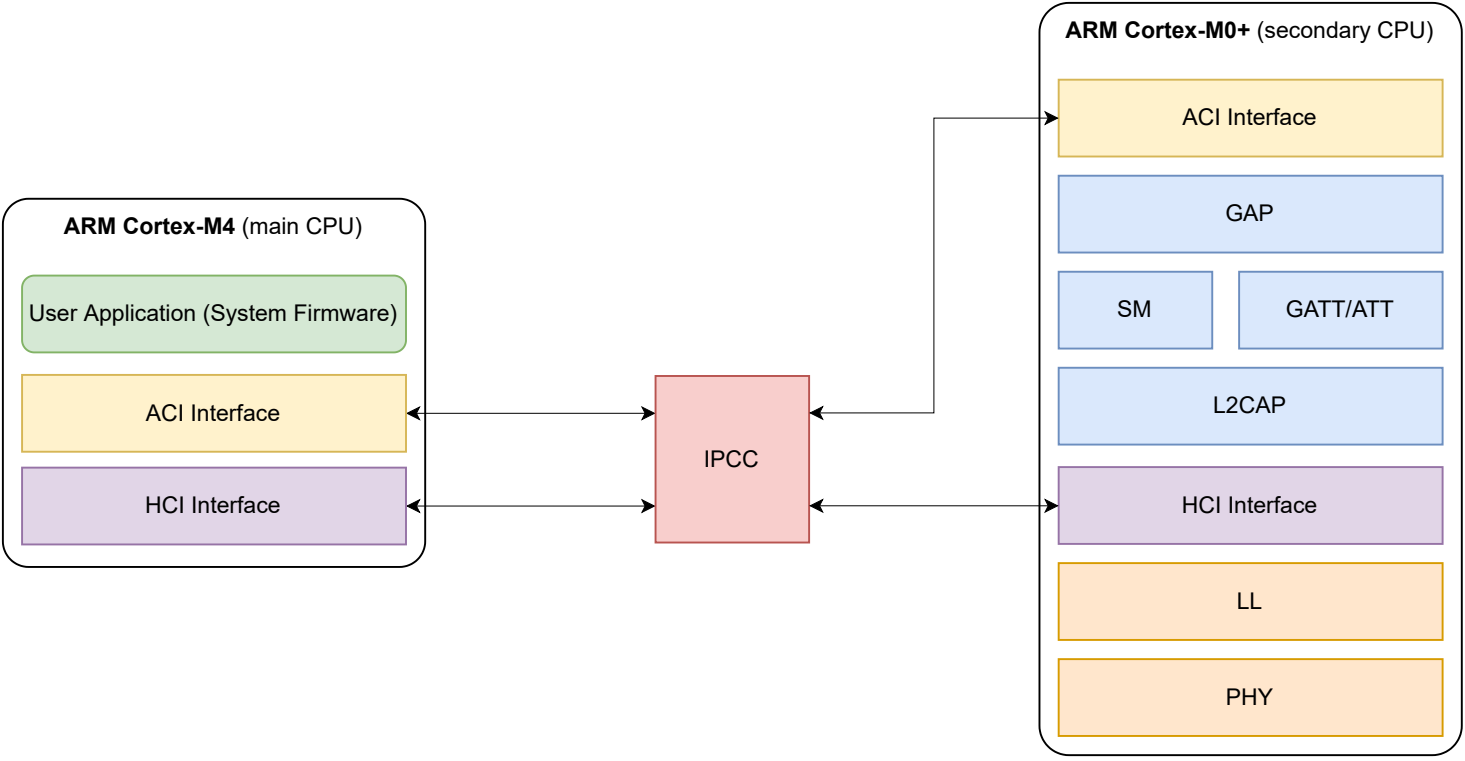 ARM Cortex-M4 (main CPU)
User Application (System Firmware)
ACI Interface
HCI Interface
IPCC
ARM Cortex-M0+ (secondary CPU)
ACI Interface
GAP
SM
GATT/ATT
L2CAP
HCI Interface
LL
PHY